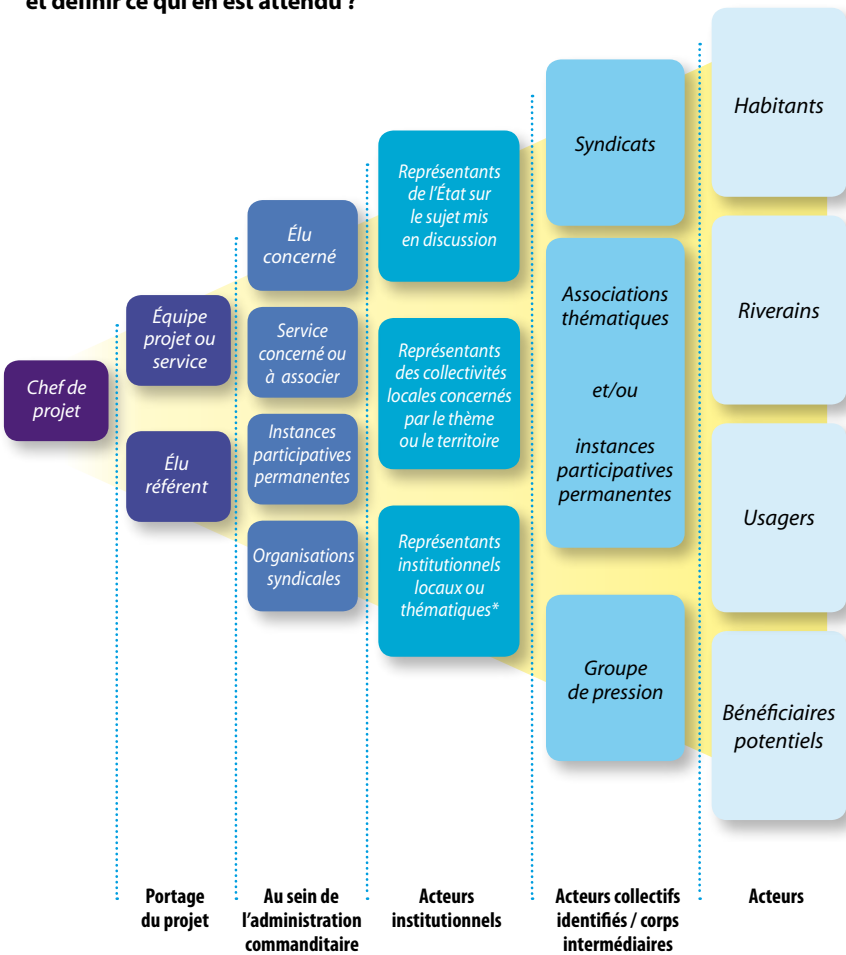 et définir ce qui en est attendu ?
Chef de
projet
Équipe
projet ou
service
Élu
référent
Élu
concerné
Service
concerné ou
à associer
Instances
participatives
permanentes
Organisations
syndicales
Représentants
de l'État sur
le sujet mis
en discussion
Représentants
des collectivités
locales concernés
par le thème
ou le territoire
Représentants
institutionnels
locaux ou
thématiques*
Syndicats
Associations
thématiques
et/ou
instances
participatives
permanentes
Groupe
de pression
Habitants
Riverains
Usagers
Bénéficiaires
potentiels
Portage
du projet
Au sein de
l'administration
commanditaire
Acteurs
institutionnels
Acteurs collectifs
identifiés / corps
intermédiaires
Acteurs